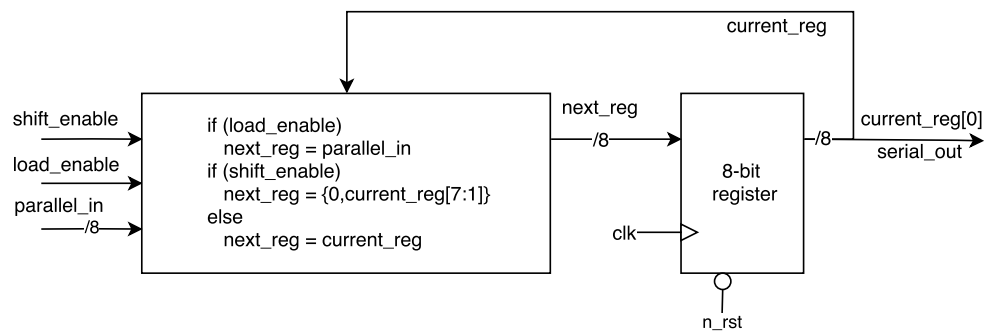 current_reg
shift_enable
load_enable
parallel_in
/8
if (load_enable)
next_reg = parallel_in
if (shift_enable)
next_reg = {0,current_reg[7:1]}
else
next_reg = current_reg
next_reg
/8
8-bit
register
clk
n_rst
/8
current_reg[0]
serial_out